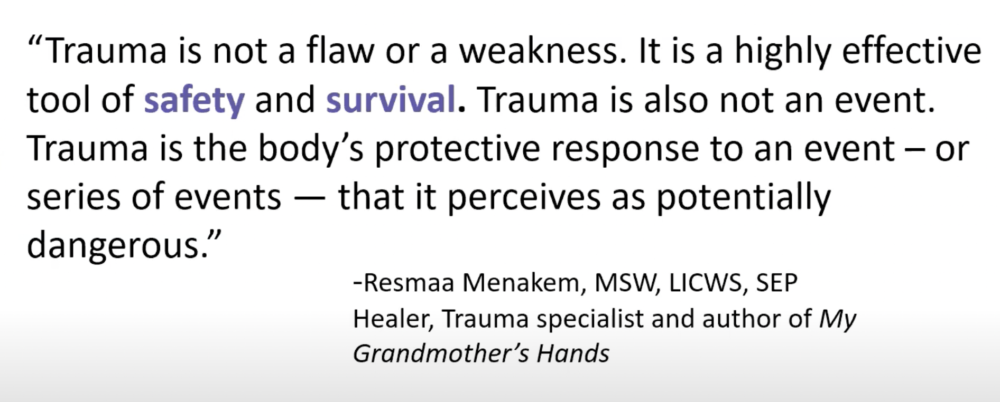 “Trauma is not a flaw or a weakness. It is a highly effective
tool of safety and survival. Trauma is also not an event.
Trauma is the body’s protective response to an event – or
series of events — that it perceives as potentially
dangerous.”
-Resmaa Menakem, MSW, LICWS, SEP
Healer, Trauma specialist and author of My
Grandmother’s Hands